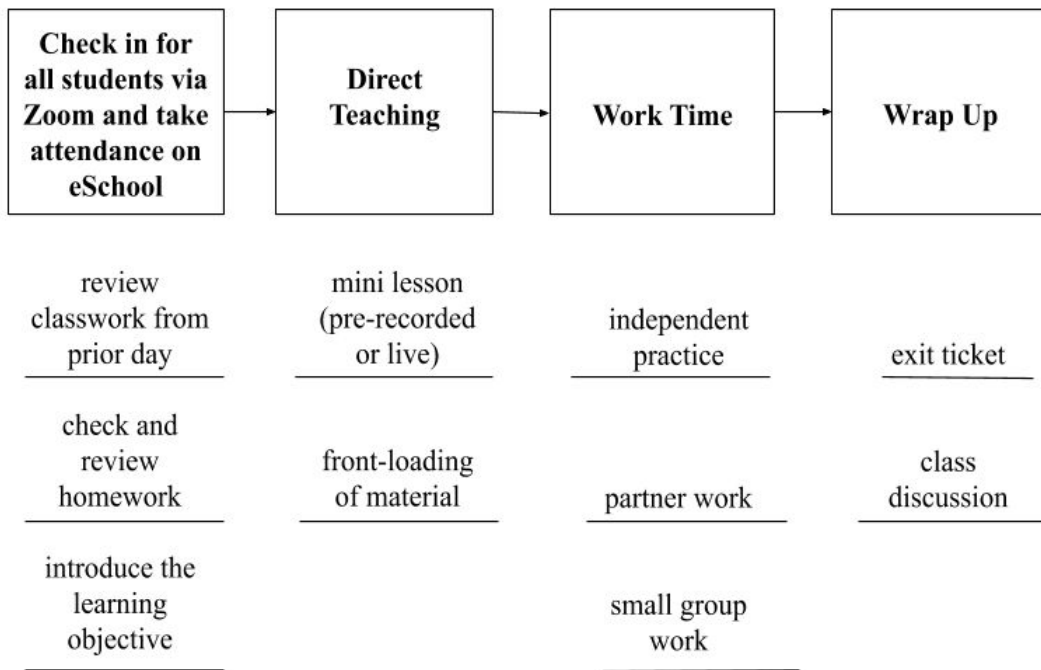 Check in for
all students via
Zoom and take
attendance on
eSchool
Direct
Teaching
Work Time
Wrap Up
review
classwork from
prior day
mini lesson
(pre-recorded
or live)
independent
practice
exit ticket
check and
review
homework
front-loading
of material
partner work
class
discussion
introduce the
learning
objective
small group
work